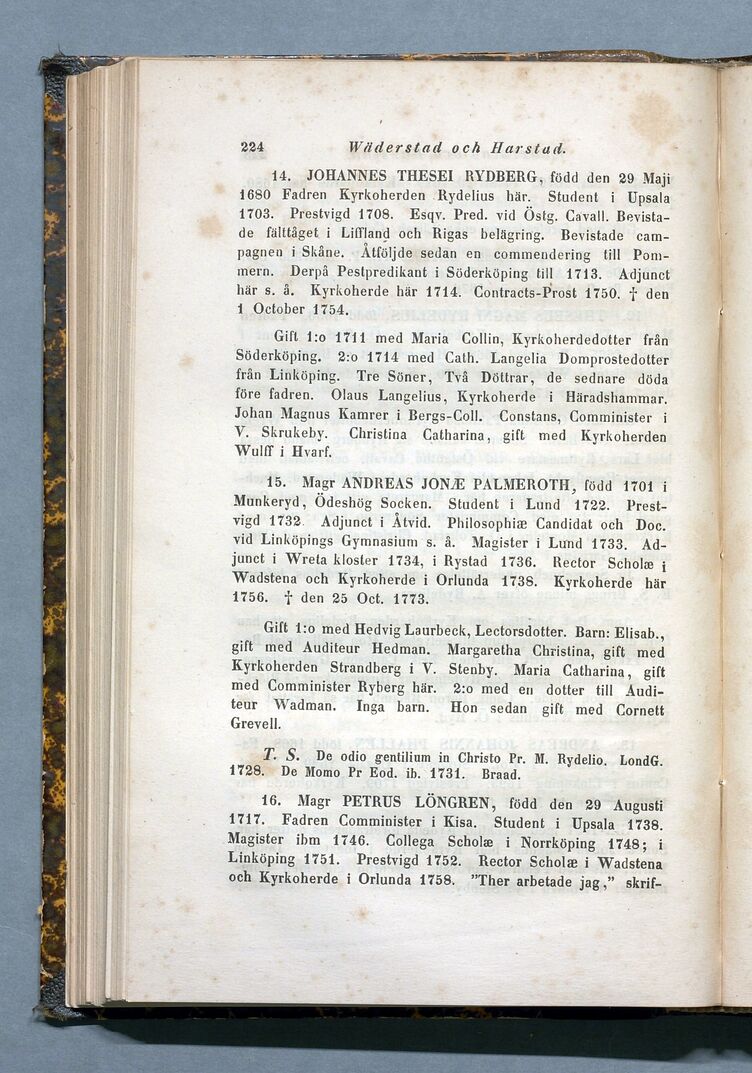 224 Wäderstad och Harstad.
14. JOHANNES THESEI RYDBERG, född den 29 Maji
1680 Fadren Kyrkoherden Rydelius här. Student i Upsala
1703. Prestvigd 1708. Esqv. Pred. vid Östg. Cavall. Bevista-
de fälttåget i Liffland och Rigas belägring. Bevistade cam-
pagnen i Skåne. Åtföljde sedan en commendering till Pom-
mern. Derpå Pestpredikant i Söderköping till 1713. Adjunct
här s. å. Kyrkoherde här 1714. Contracts-Prost 1750. † den
1 October 1754.
Gift 1:o 1711 med Maria Collin, Kyrkoherdedotter från
Söderköping. 2:o 1714 med Cath. Langelia Domprostedotter
från Linköping. Tre Söner, Två Döttrar, de sednare döda
före fadren. Olaus Langelius, Kyrkoherde i Häradshammar.
Johan Magnus Kamrer i Bergs-Coll. Constans, Comminister i
V. Skrukeby. Christina Catharina, gift med Kyrkoherden
Wulff i Hvarf.
15. Magr ANDREAS JONÆ PALMEROTH, född 1701 i
Munkeryd, Ödeshög Socken. Student i Lund 1722. Prest-
vigd 1732. Adjunct i Åtvid. Philosophiæ Candidat och Doc.
vid Linköpings Gymnasium s. å. Magister i Lund 1733. Ad-
junct i Wreta kloster 1734, i Rystad 1736. Rector Scholæ i
Wadstena och Kyrkoherde i Orlunda 1738. Kyrkoherde här
1756. † den 25 Oct. 1773.
Gift 1:o med Hedvig Laurbeck, Lectorsdotter. Barn: Elisab.,
gift med Auditeur Hedman. Margaretha Christina, gift med
Kyrkoherden Strandberg i V. Stenby. Maria Catharina, gift
med Comminister Ryberg här. 2:o med en dotter till Audi-
teur Wadman. Inga barn. Hon sedan gift med Cornett
Grevell.
T. S. De odio gentilium in Christo Pr. M. Rydelio. LondG.
1728. De Momo Pr Eod. ib. 1731. Braad.
16. Magr PETRUS LÖNGREN, född den 29 Augusti
1717. Fadren Comminister i Kisa. Student i Upsala 1738.
Magister ibm 1746. Collega Scholæ i Norrköping 1748; i
Linköping 1751. Prestvigd 1752. Rector Scholæ i Wadstena
och Kyrkoherde i Orlunda 1758. ”Ther arbetade jag,” skrif-